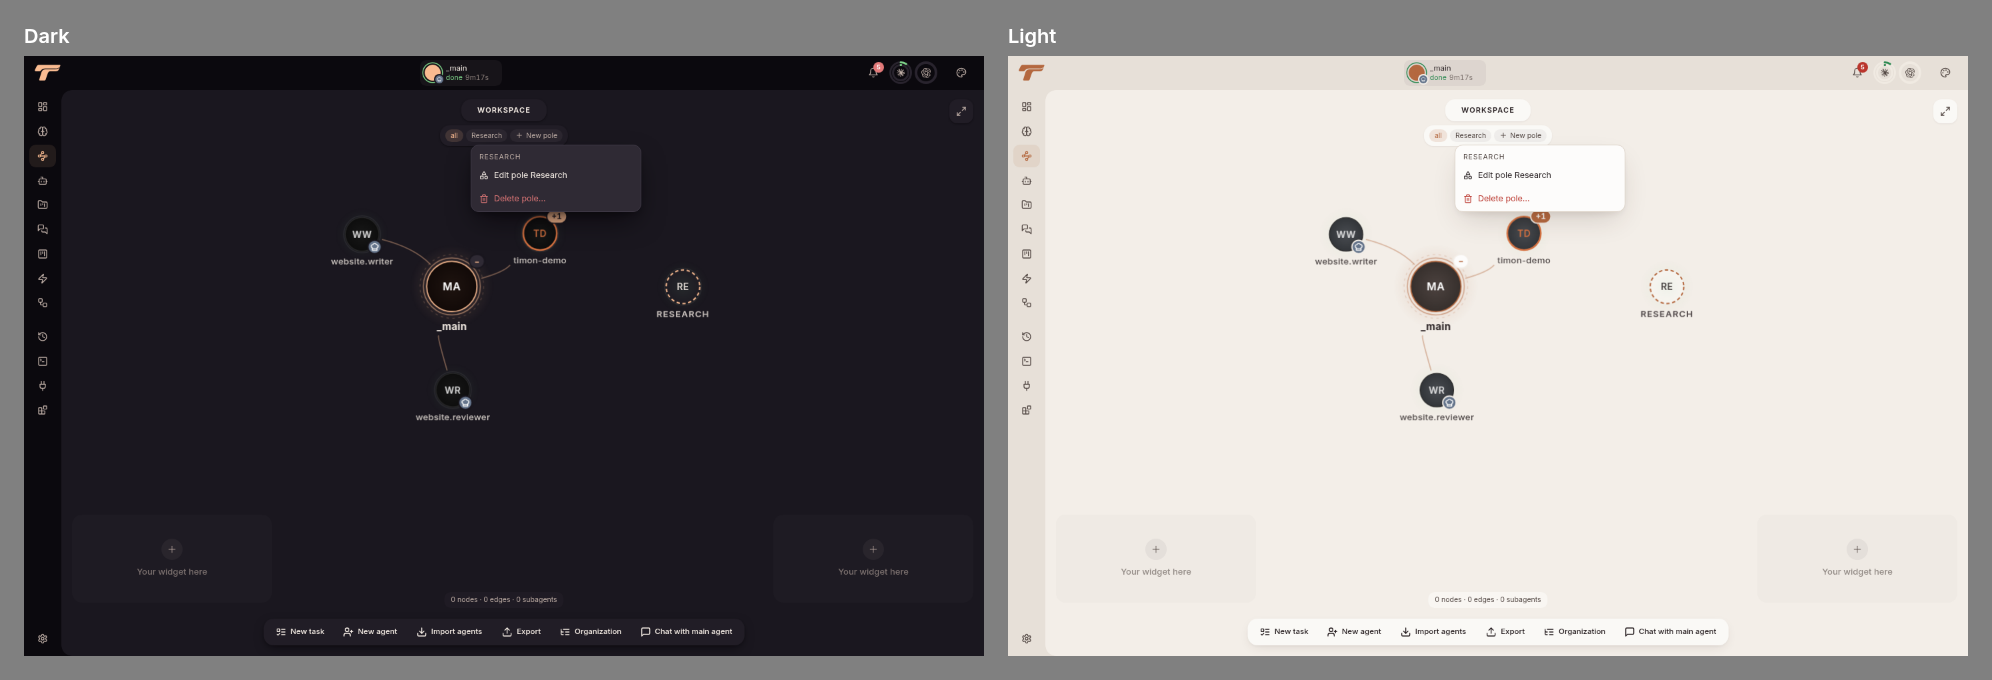 Dark
_main
done 9m17s
5
WORKSPACE
all Research + New pole
RESEARCH
Edit pole Research
Delete pole...
+1
WW
TD
website.writer
timon-demo
MA
RE
RESEARCH
_main
WR
website.reviewer
Your widget here
Your widget here
0 nodes · 0 edges · 0 subagents
New task New agent Import agents Export Organization Chat with main agent
Light
_main
done 9m17s
5
WORKSPACE
all Research + New pole
RESEARCH
Edit pole Research
Delete pole...
+1
WW
TD
website.writer
timon-demo
MA
RE
RESEARCH
_main
WR
website.reviewer
Your widget here
Your widget here
0 nodes · 0 edges · 0 subagents
New task New agent Import agents Export Organization Chat with main agent